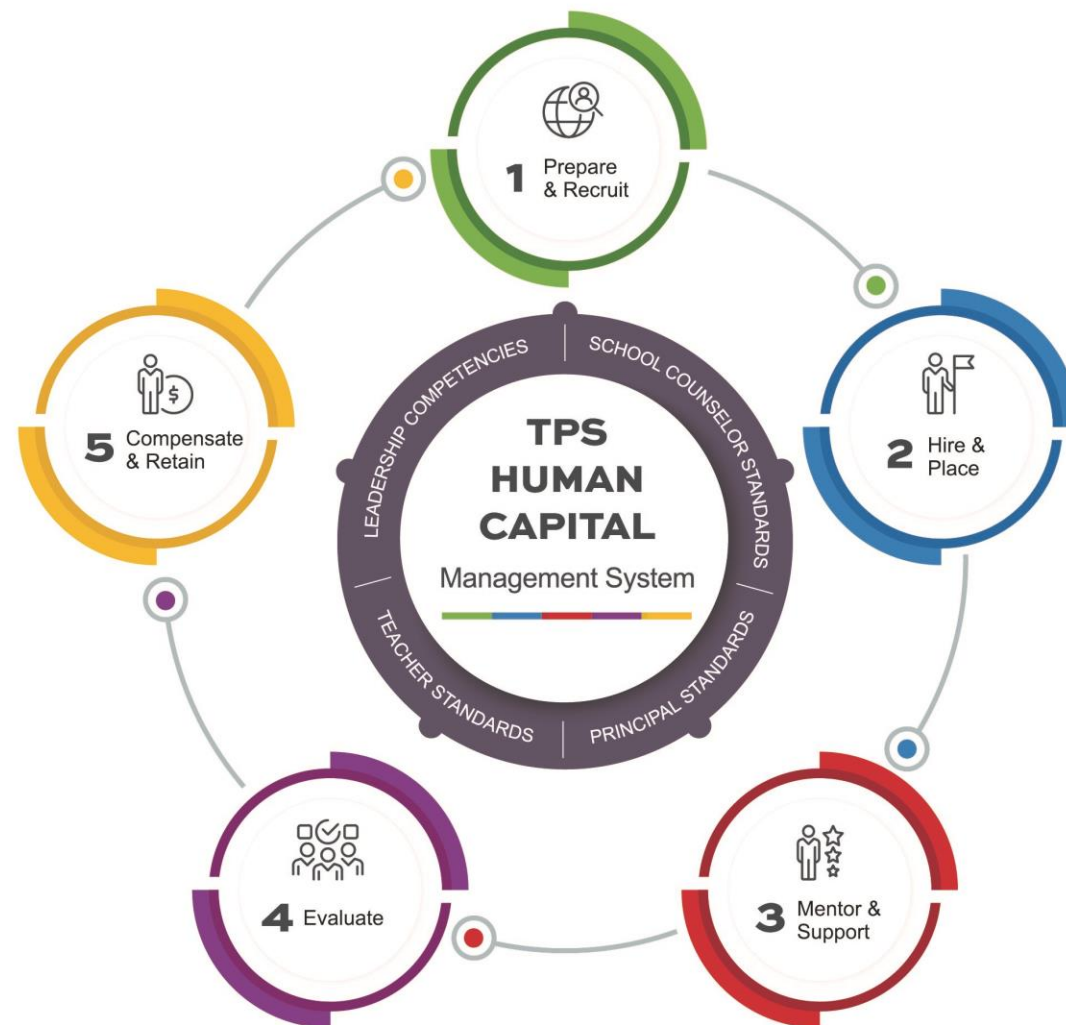 1 Prepare
& Recruit
2 Hire &
Place
3 Mentor &
Support
4 Evaluate
5 Compensate
& Retain
LEADERSHIP COMPETENCIES
SCHOOL COUNSELOR STANDARDS
PRINCIPAL STANDARDS
TEACHER STANDARDS
TPS
HUMAN
CAPITAL
Management System
$